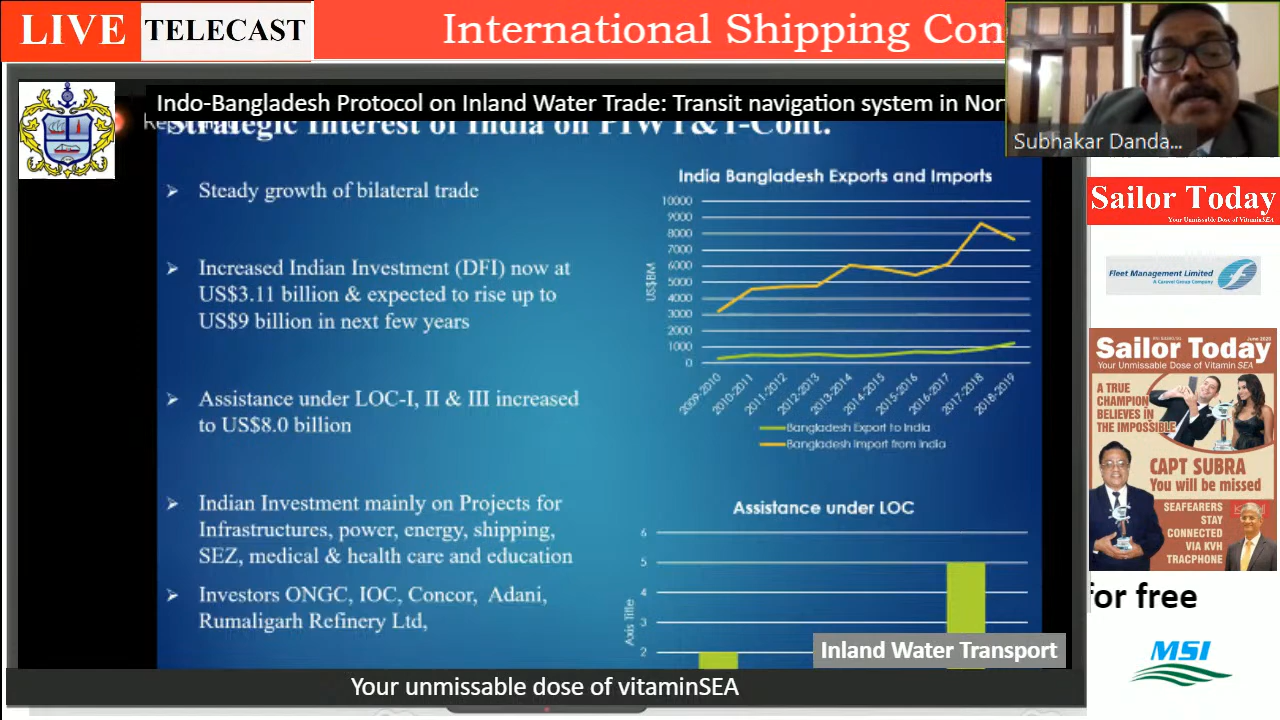 LIVE TELECAST
International Shipping Con
Indo-Bangladesh Protocol on Inland Water Trade: Transit navigation system in Nor
Strategic Interest of India on PIWT&T-Cont.
Subhakar Danda...
Steady growth of bilateral trade
Increased Indian Investment (DFI) now at
US$3.11 billion & expected to rise up to
US$9 billion in next few years
Assistance under LOC-I, II & III increased
to US$8.0 billion
Indian Investment mainly on Projects for
Infrastructures, power, energy, shipping,
SEZ, medical & health care and education
Investors ONGC, IOC, Concor, Adani,
Rumaligarh Refinery Ltd,
India Bangladesh Exports and Imports
10000
9000
8000
7000
6000
5000
4000
3000
2000
1000
0
US$BM
2009-2010
2010-2011
2011-2012
2012-2013
2013-2014
2014-2015
2015-2016
2016-2017
2017-2018
2018-2019
Bangladesh Export to India
Bangladesh Import from India
Assistance under LOC
6
5
4
3
2
Axis Title
Inland Water Transport
Your unmissable dose of vitaminSEA
Sailor Today
Your Unmissable Dose of VitaminSEA
Fleet Management Limited
A Caravel Group Company
June 2021
Sailor Today
Your Unmissable Dose of Vitamin SEA
A TRUE
CHAMPION
BELIEVES IN
THE IMPOSSIBLE
CAPT SUBRA
You will be missed
SEAFEARERS
STAY
CONNECTED
VIA KVH
TRACPHONE
for free
MSI